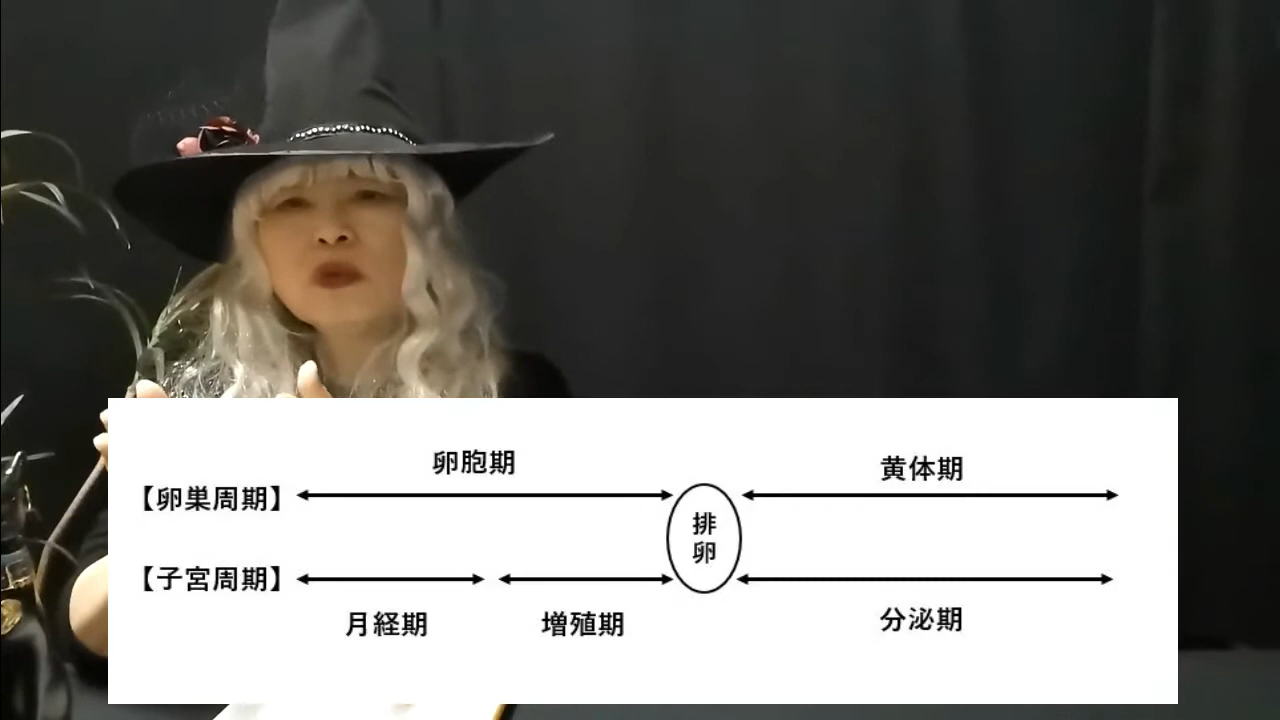 卵胞期
黄体期
【卵巣周期】
排
卵
【子宮周期】
月経期
増殖期
分泌期